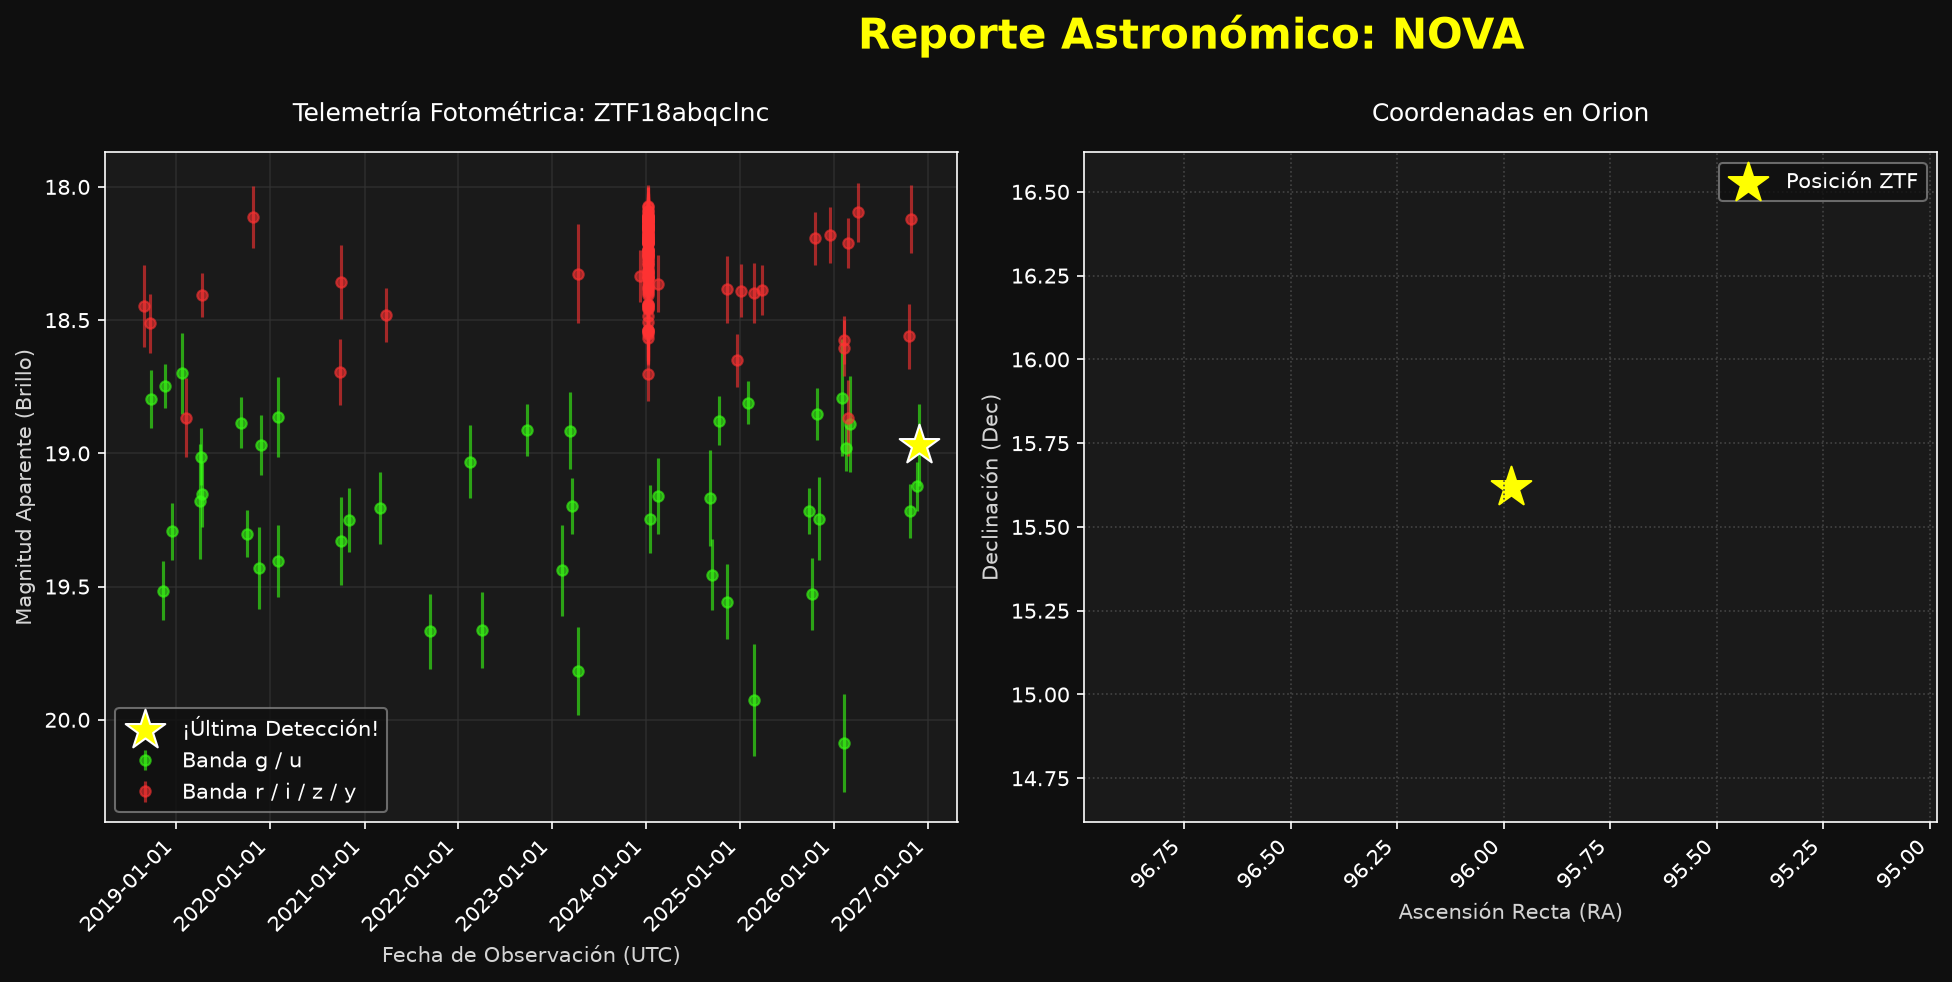 Reporte Astronómico: NOVA
Telemetría Fotométrica: ZTF18abqclnc
Magnitud Aparente (Brillo)
18.0
18.5
19.0
19.5
20.0
¡Última Detección!
Banda g / u
Banda r / i / z / y
2019-01-01
2020-01-01
2021-01-01
2022-01-01
2023-01-01
2024-01-01
2025-01-01
2026-01-01
2027-01-01
Fecha de Observación (UTC)
Coordenadas en Orion
Posición ZTF
Declinación (Dec)
16.50
16.25
16.00
15.75
15.50
15.25
15.00
14.75
96.75
96.50
96.25
96.00
95.75
95.50
95.25
95.00
Ascensión Recta (RA)